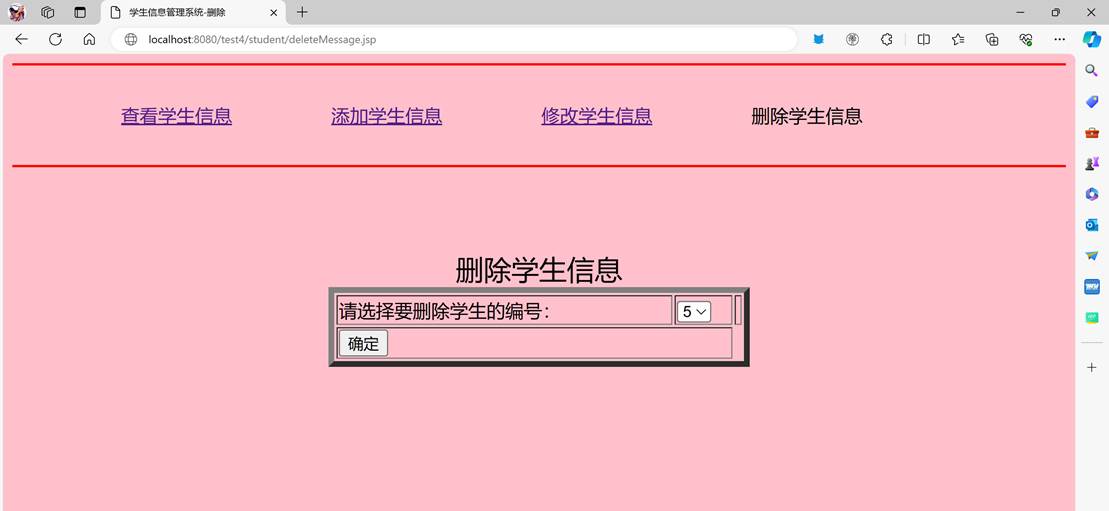 学生信息管理系统-删除
localhost:8080/test4/student/deleteMessage.jsp
查看学生信息 添加学生信息 修改学生信息 删除学生信息
删除学生信息
请选择要删除学生的编号： 5
确定